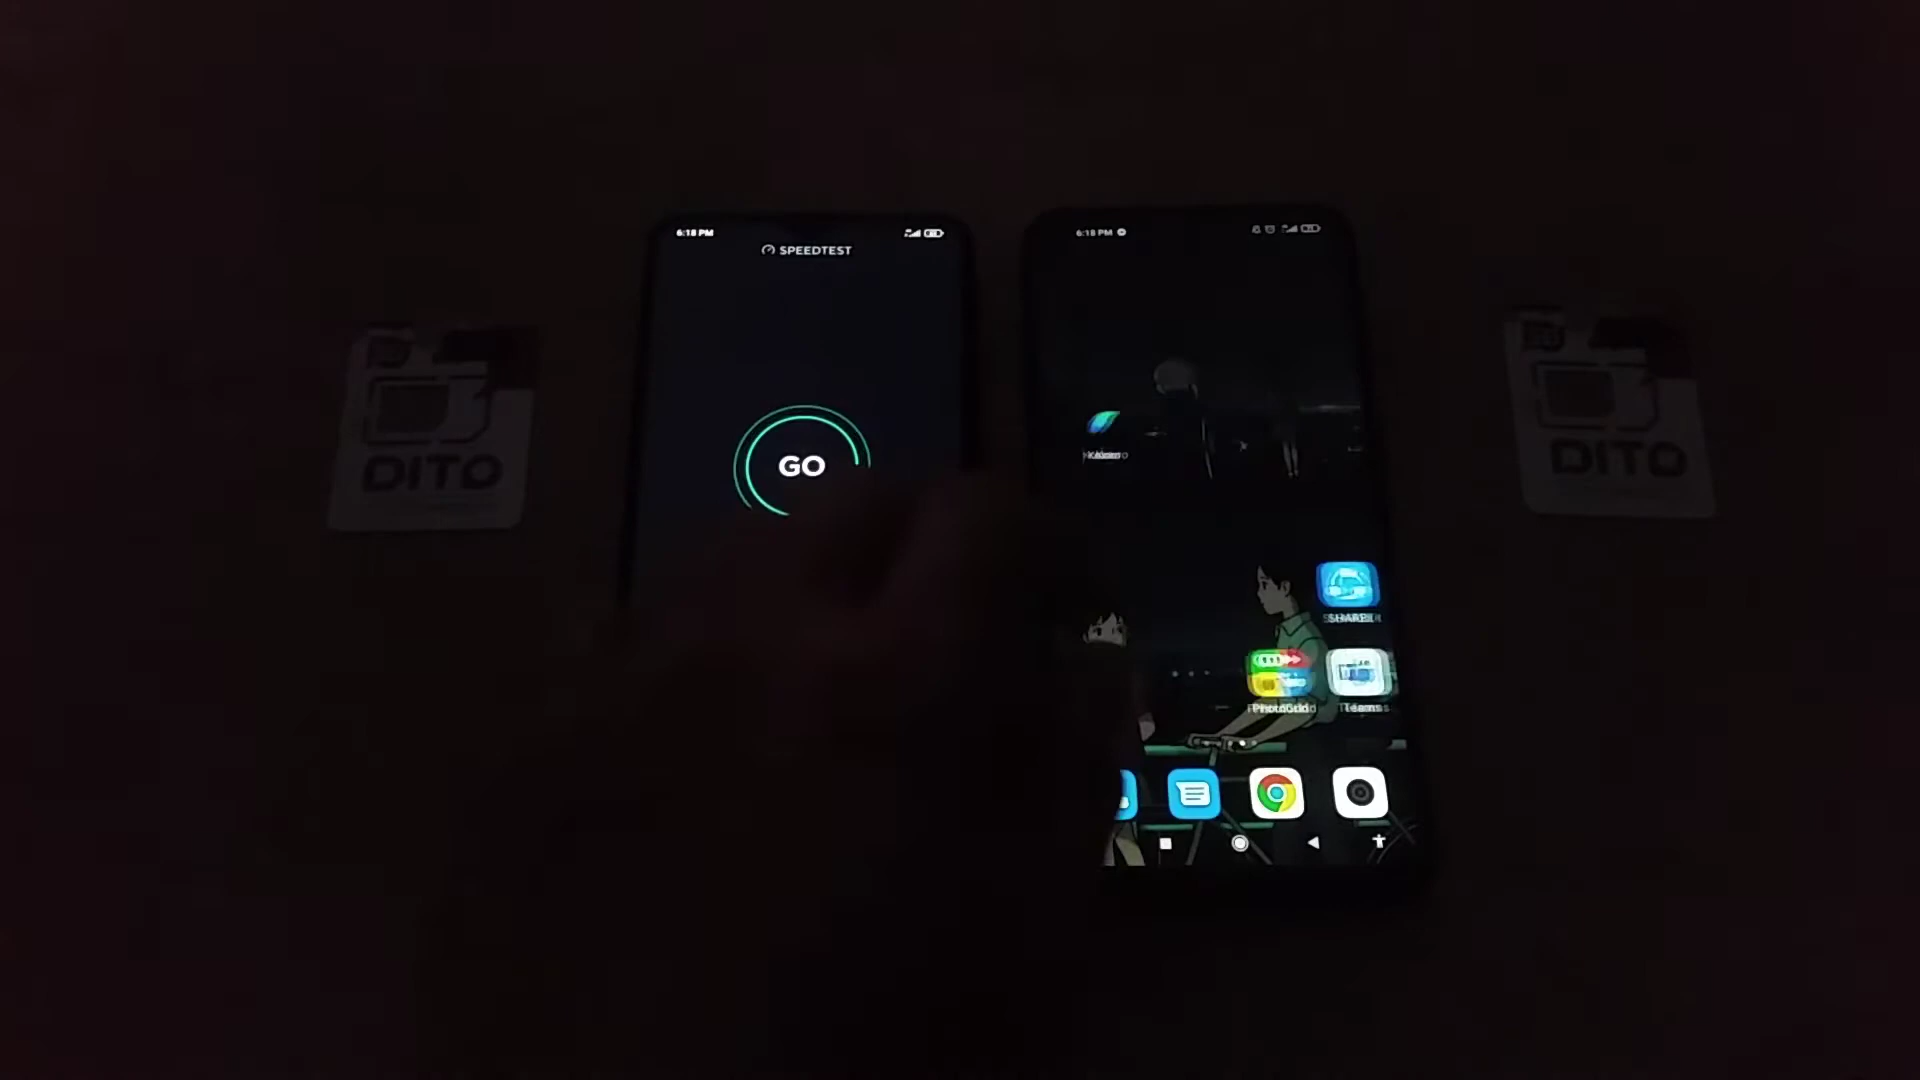 6:18 PM
SPEEDTEST
GO
6:18 PM
DITO
DITO
SHAREit
PhotoGrid
Teams